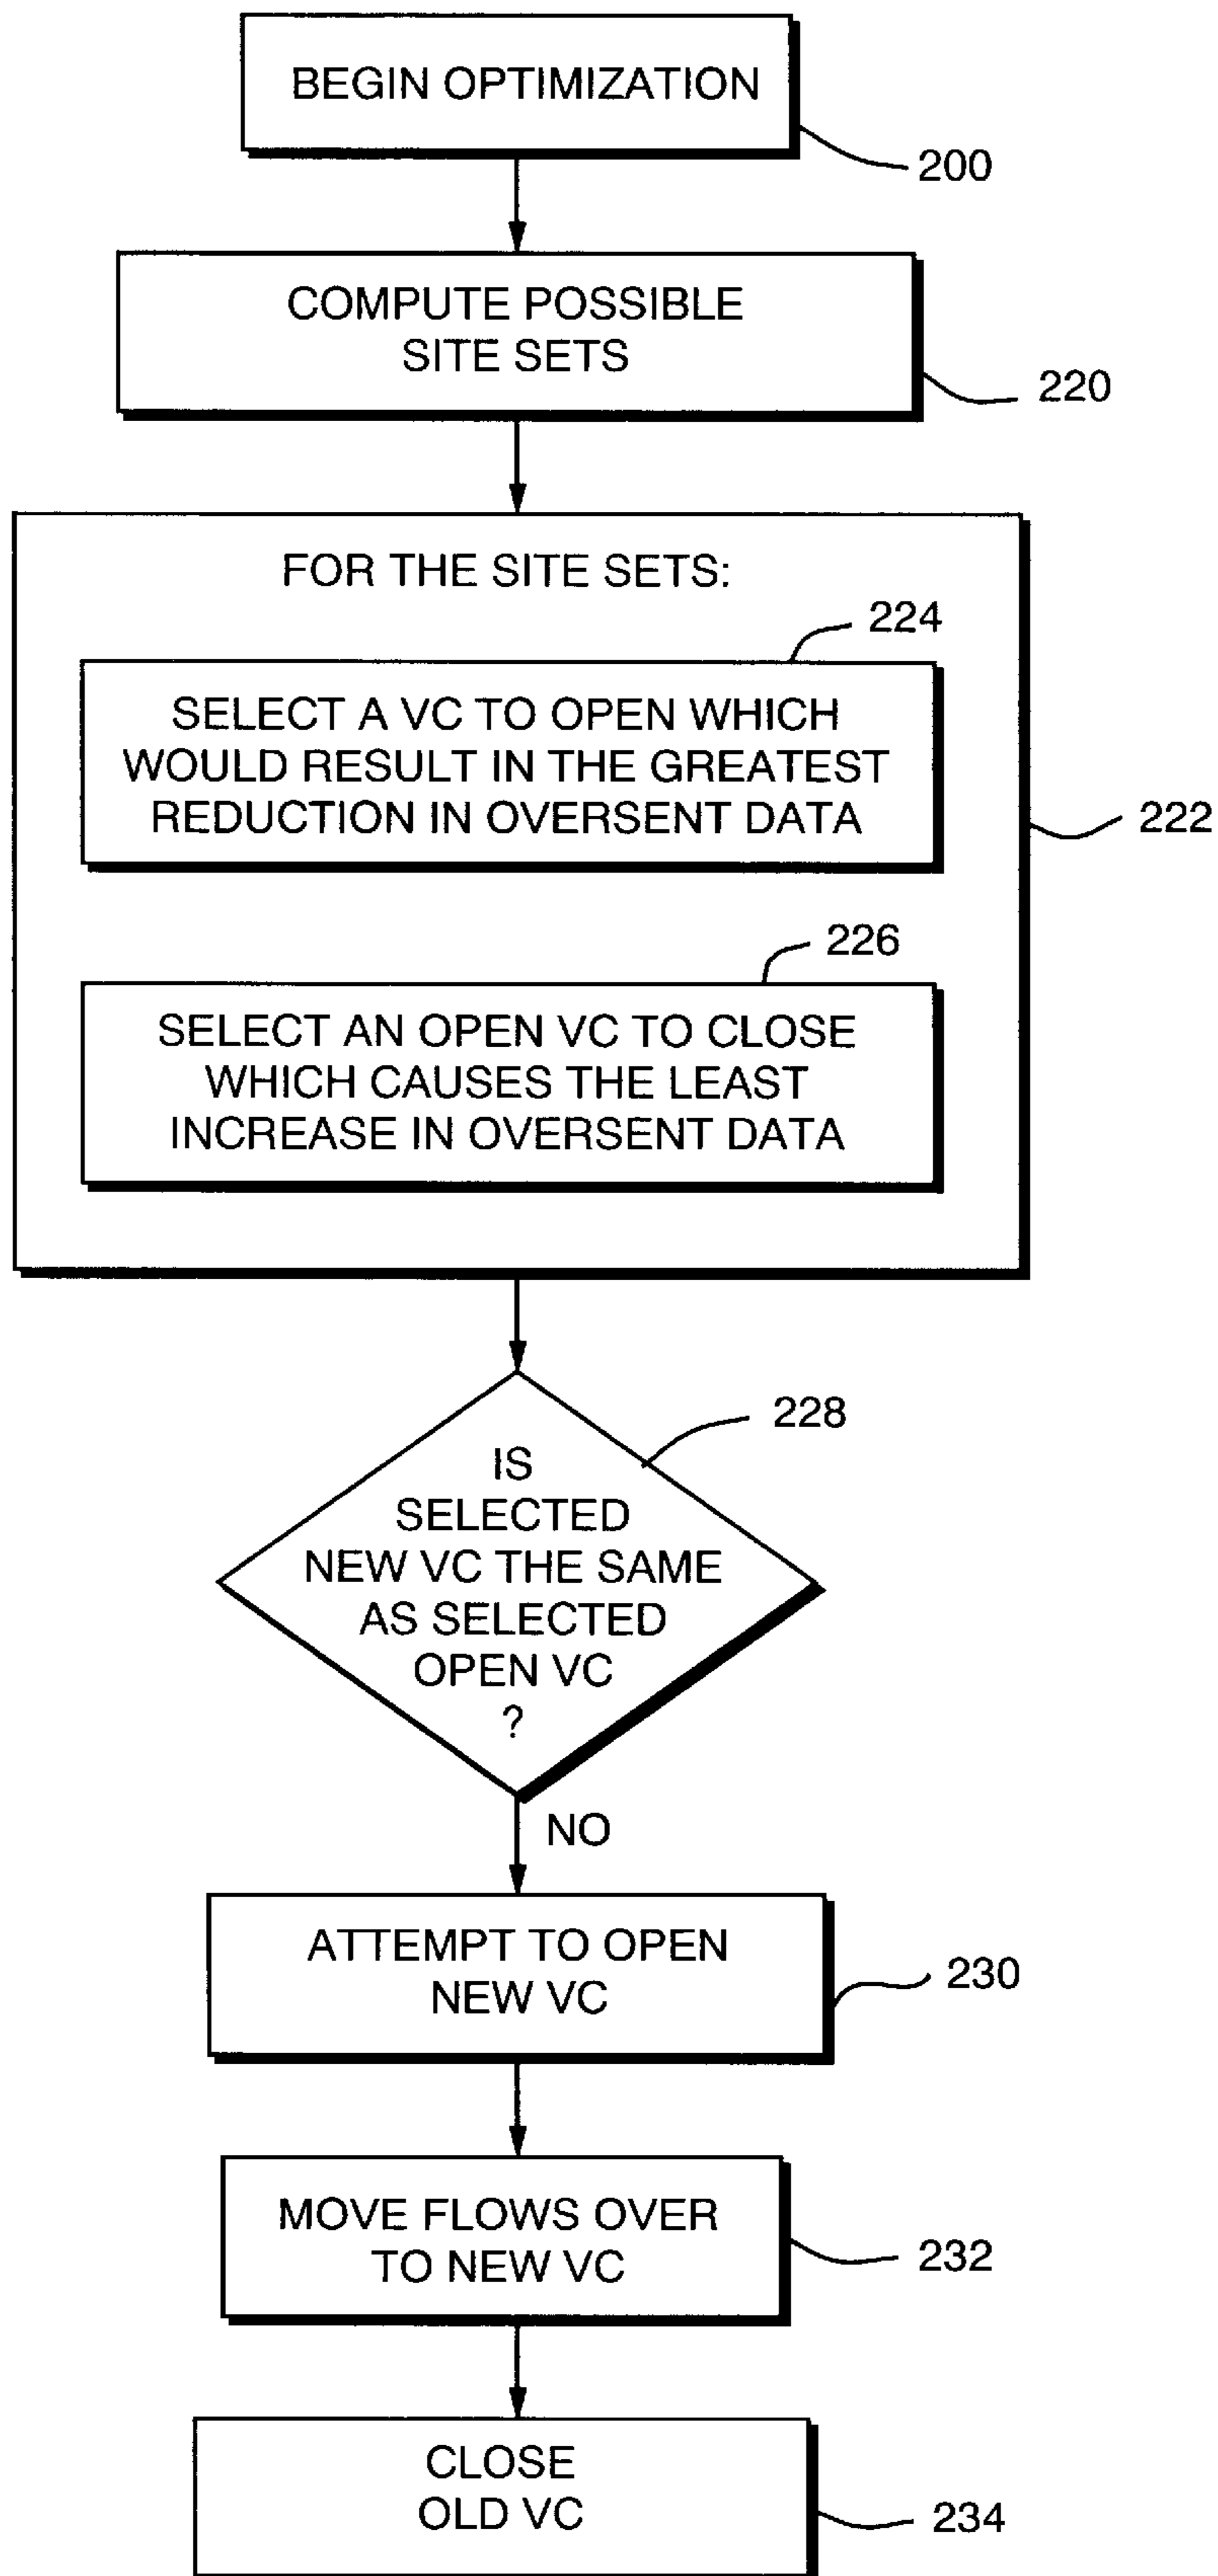 BEGIN OPTIMIZATION
200
COMPUTE POSSIBLE
SITE SETS
220
FOR THE SITE SETS:
224
SELECT A VC TO OPEN WHICH
WOULD RESULT IN THE GREATEST
REDUCTION IN OVERSENT DATA
222
226
SELECT AN OPEN VC TO CLOSE
WHICH CAUSES THE LEAST
INCREASE IN OVERSENT DATA
228
IS
SELECTED
NEW VC THE SAME
AS SELECTED
OPEN VC
?
NO
ATTEMPT TO OPEN
NEW VC
230
MOVE FLOWS OVER
TO NEW VC
232
CLOSE
OLD VC
234